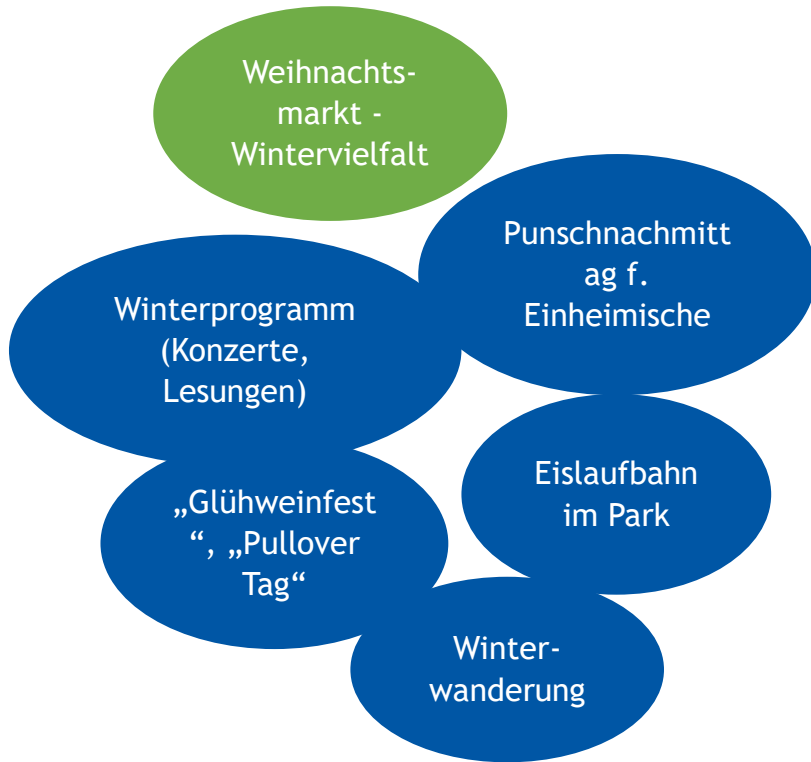 Weihnachts-
markt -
Wintervielfalt
Punschnachmitt
ag f.
Einheimische
Winterprogramm
(Konzerte,
Lesungen)
Eislaufbahn
im Park
„Glühweinfest
“, „Pullover
Tag“
Winter-
wanderung